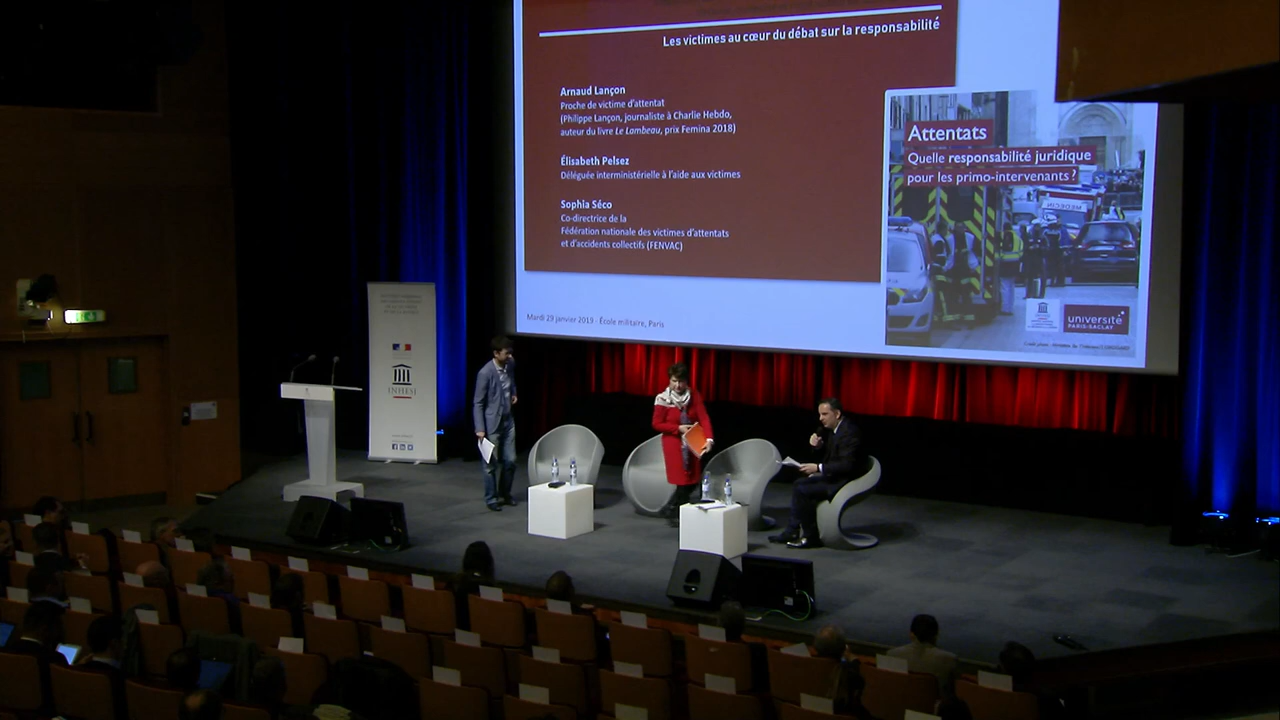 Les victimes au cœur du débat sur la responsabilité
Arnaud Lançon
Proche de victime d'attentat
(Philippe Lançon, journaliste à Charlie Hebdo,
auteur du livre Le Lambeau, prix Femina 2018)
Élisabeth Pelsez
Déléguée interministérielle à l'aide aux victimes
Sophia Séco
Co-directrice de la
Fédération nationale des victimes d'attentats
et d'accidents collectifs (FENVAC)
Mardi 29 janvier 2019 - École militaire, Paris
Attentats
Quelle responsabilité juridique
pour les primo-intervenants ?
université
PARIS-SACLAY
INHESJ